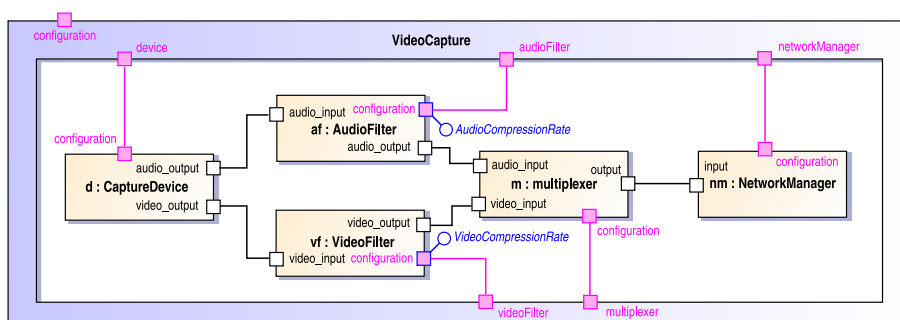 configuration
VideoCapture
device
audioFilter
networkManager
configuration
audio_output
d : CaptureDevice
video_output
audio_input
configuration
af : AudioFilter
audio_output
AudioCompressionRate
video_output
vf : VideoFilter
video_input
configuration
VideoCompressionRate
audio_input
output
m : multiplexer
video_input
configuration
input
configuration
nm : NetworkManager
videoFilter
multiplexer